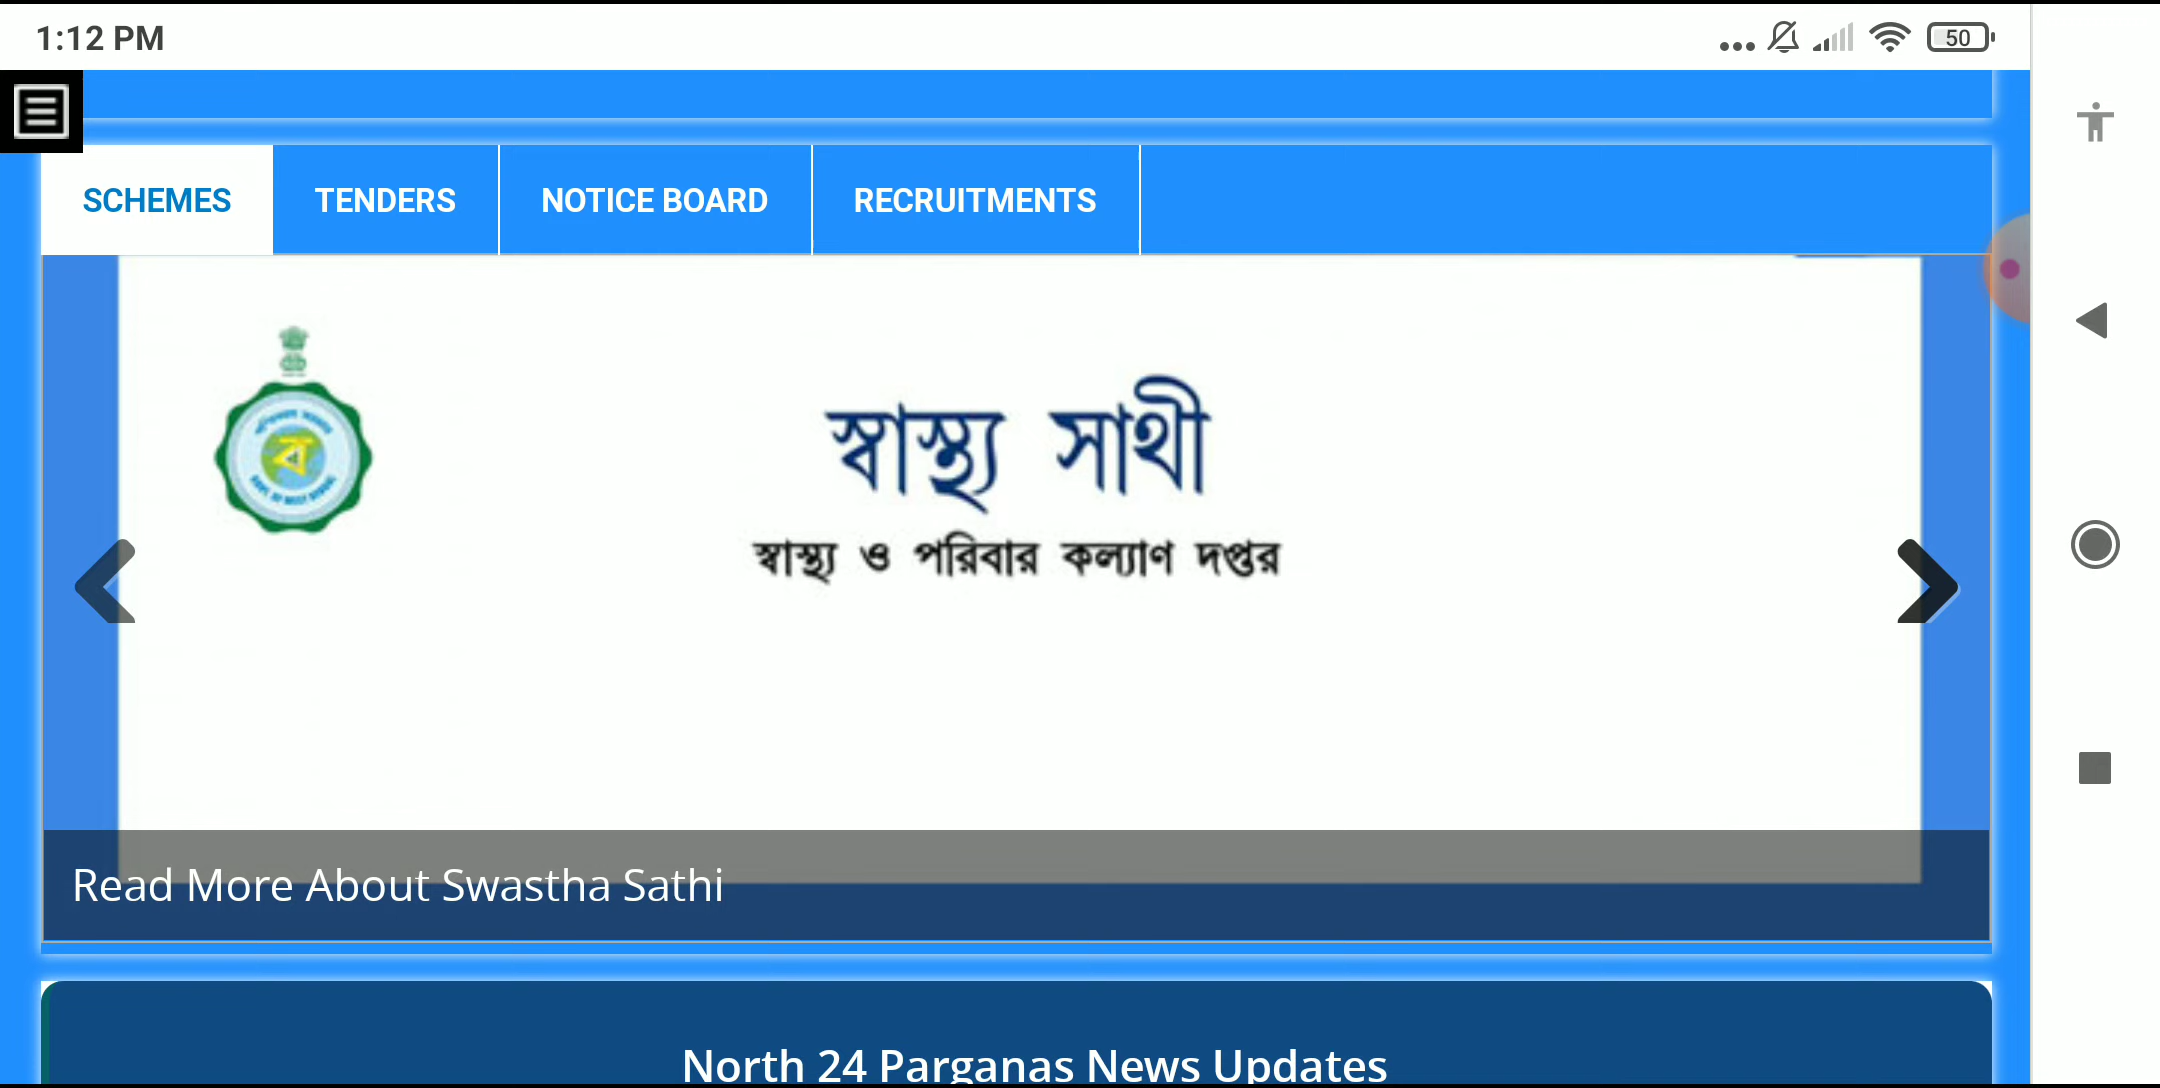 1:12 PM
50
SCHEMES
TENDERS
NOTICE BOARD
RECRUITMENTS
স্বাস্থ্য সাথী
স্বাস্থ্য ও পরিবার কল্যাণ দপ্তর
ব
Read More About Swastha Sathi
North 24 Parganas News Updates